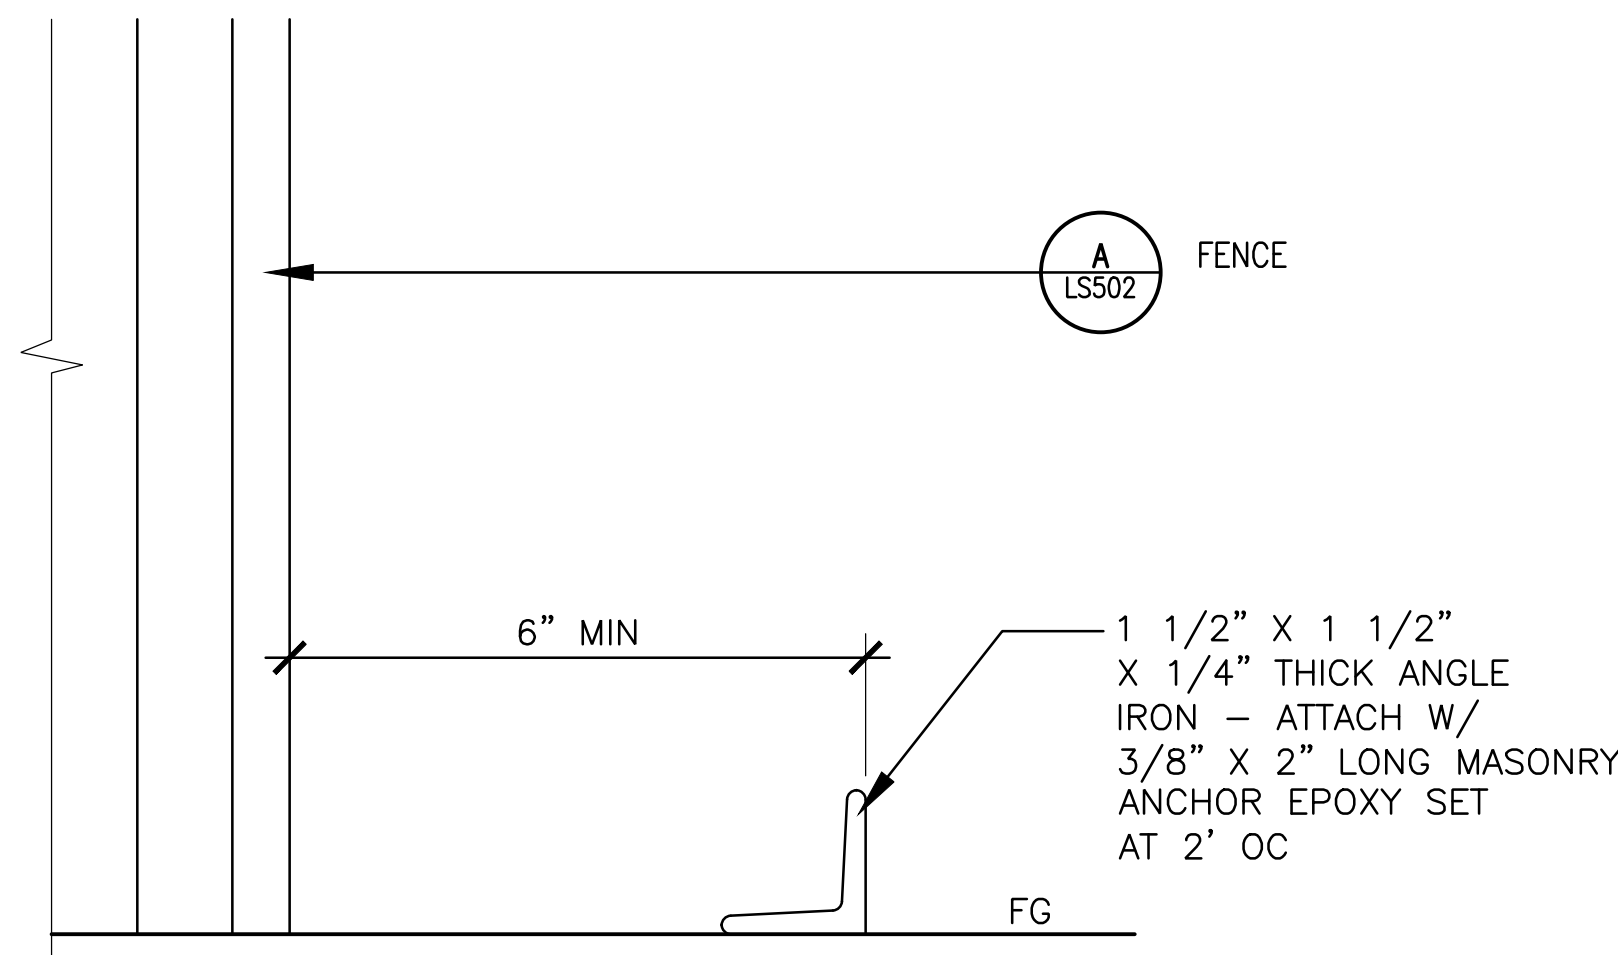 A
LS502
FENCE
6” MIN
1 1/2” X 1 1/2”
X 1/4” THICK ANGLE
IRON – ATTACH W/
3/8” X 2” LONG MASONRY
ANCHOR EPOXY SET
AT 2’ OC
FG